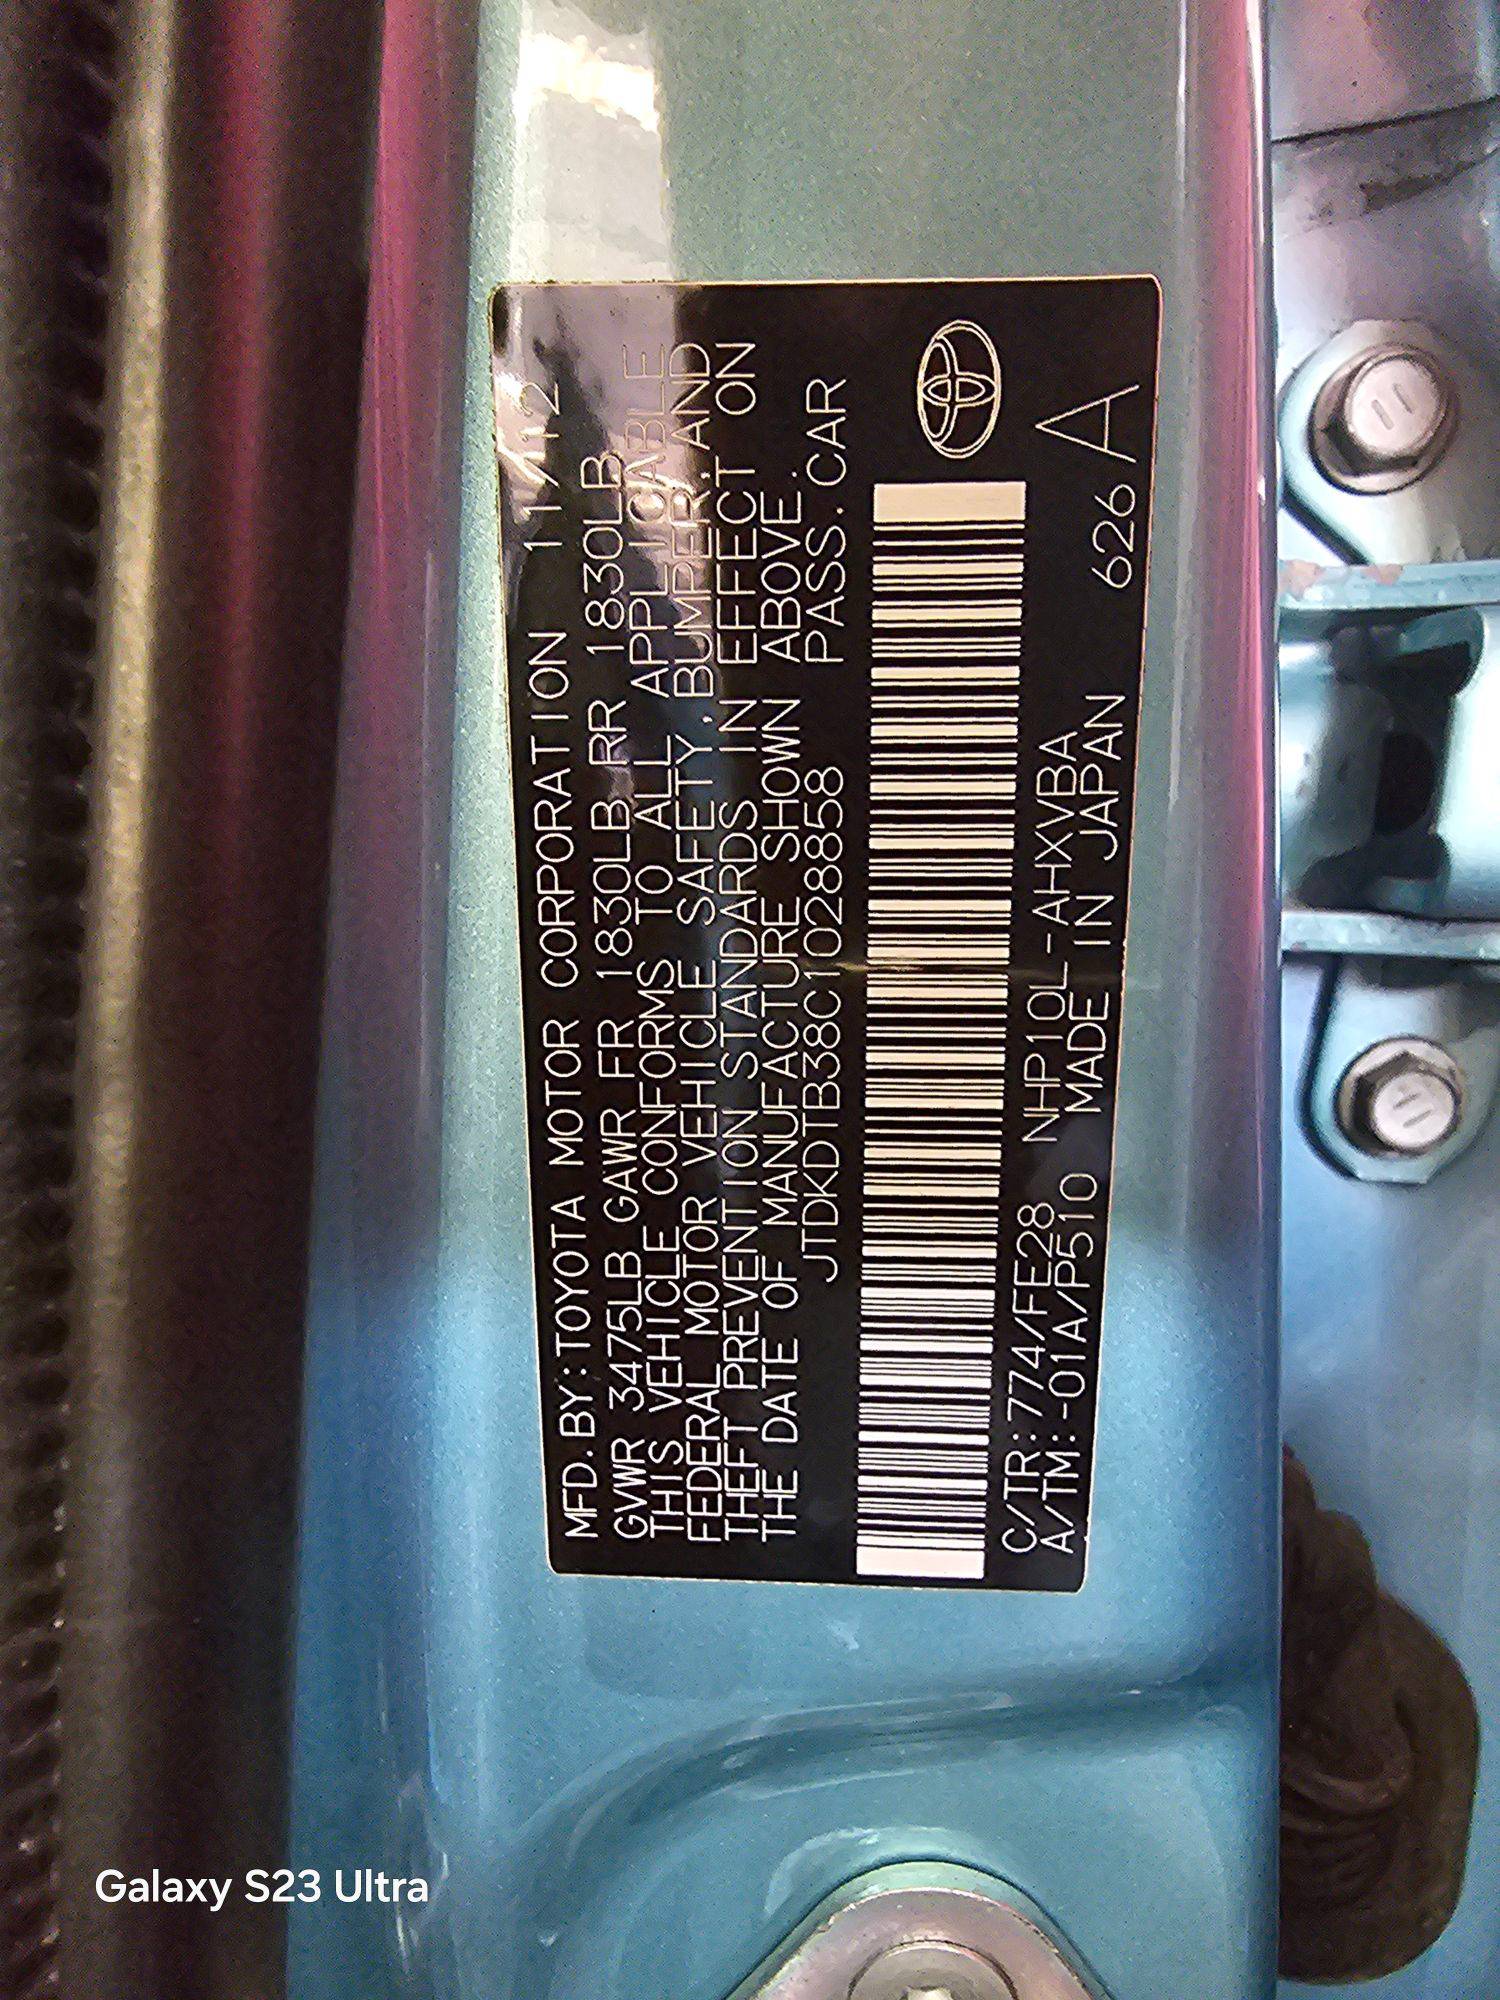 MFD.BY:TOYOTA MOTOR CORPORATION 11/12
GVWR 3475LB GAWR FR 1830LB RR 1830LB
THIS VEHICLE CONFORMS TO ALL APPLICABLE
FEDERAL MOTOR VEHICLE SAFETY,BUMPER,AND
THEFT PREVENTION STANDARDS IN EFFECT ON
THE DATE OF MANUFACTURE SHOWN ABOVE.
JTDKDTB38C1028858 PASS.CAR
C/TR:774/FE28 NHP10L-AHXVBA
A/TM:-01A/P510 MADE IN JAPAN 626 A
Galaxy S23 Ultra